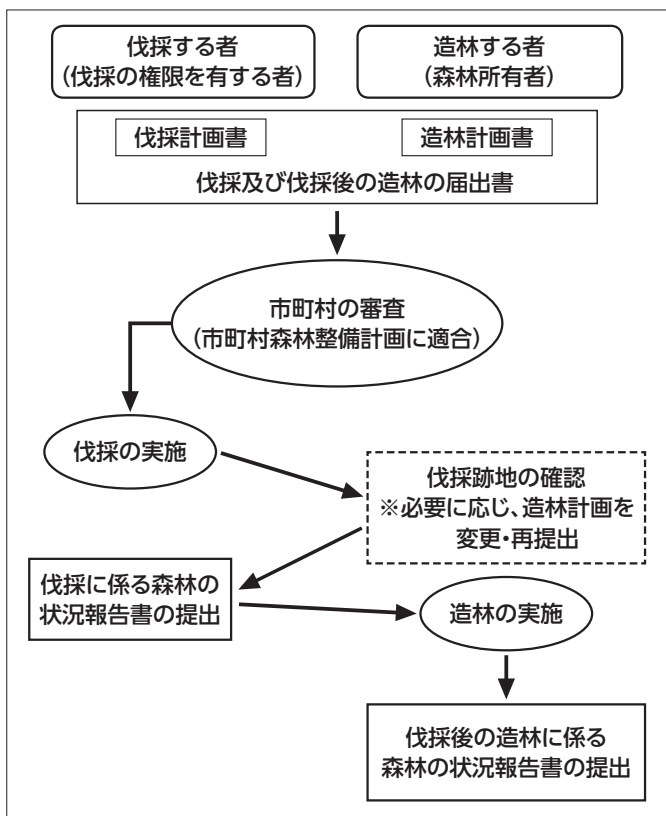 伐採する者
(伐採の権限を有する者)
造林する者
(森林所有者)
伐採計画書
造林計画書
伐採及び伐採後の造林の届出書
市町村の審査
(市町村森林整備計画に適合)
伐採の実施
伐採跡地の確認
※必要に応じ、造林計画を
変更・再提出
伐採に係る森林の
状況報告書の提出
造林の実施
伐採後の造林に係る
森林の状況報告書の提出